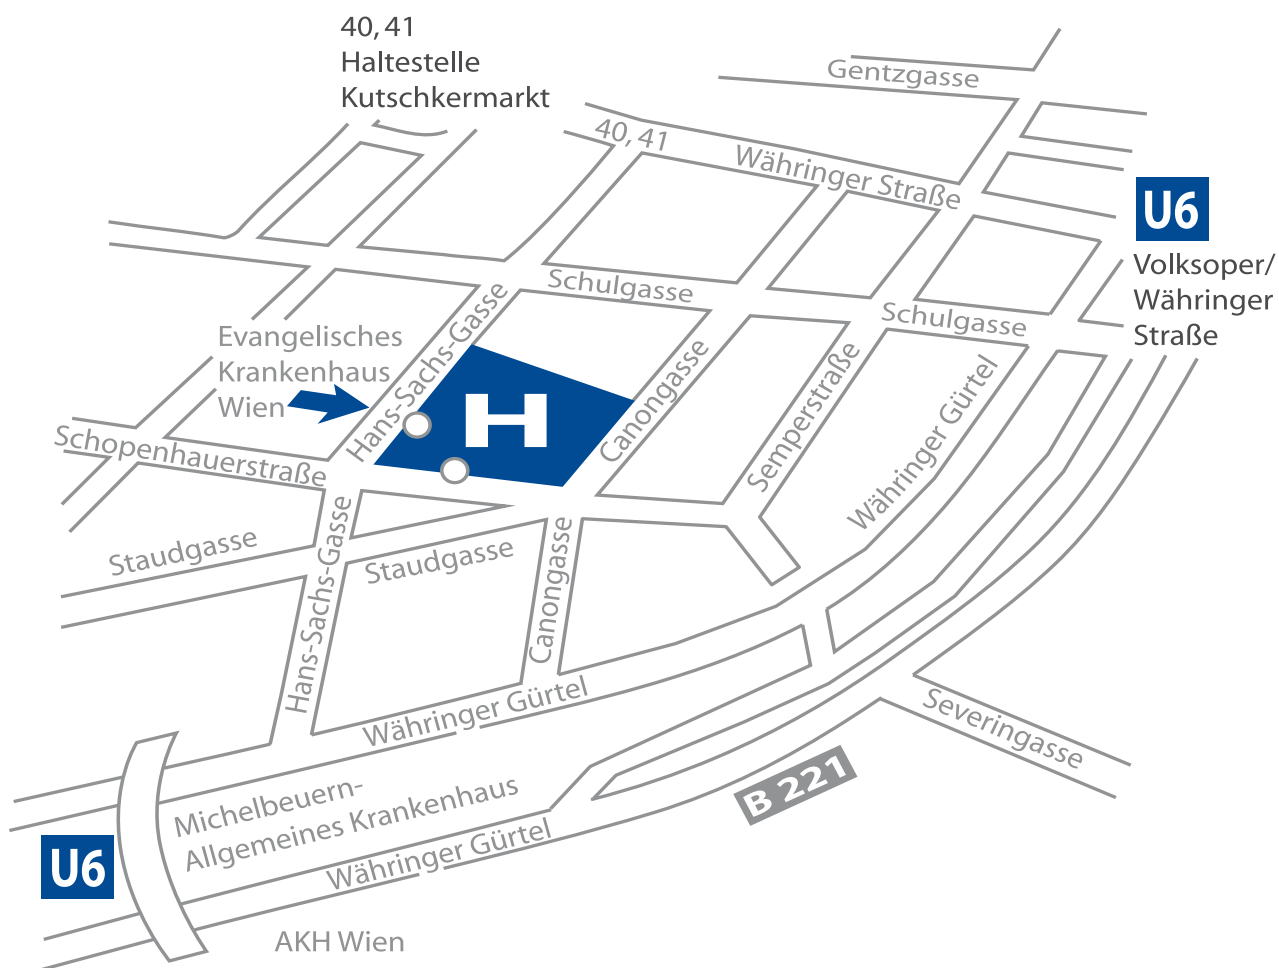 40, 41
Haltestelle
Kutschkermarkt
Gentzgasse
40, 41
Währinger Straße
U6
Volksoper/
Währinger
Straße
Schulgasse
Schulgasse
Hans-Sachs-Gasse
Evangelisches
Krankenhaus
Wien
H
Canongasse
Semperstraße
Währinger Gürtel
Schopenhauerstraße
Staudgasse
Staudgasse
Hans-Sachs-Gasse
Canongasse
Währinger Gürtel
Severingasse
B 221
Michelbeuern-
Allgemeines Krankenhaus
Währinger Gürtel
U6
AKH Wien